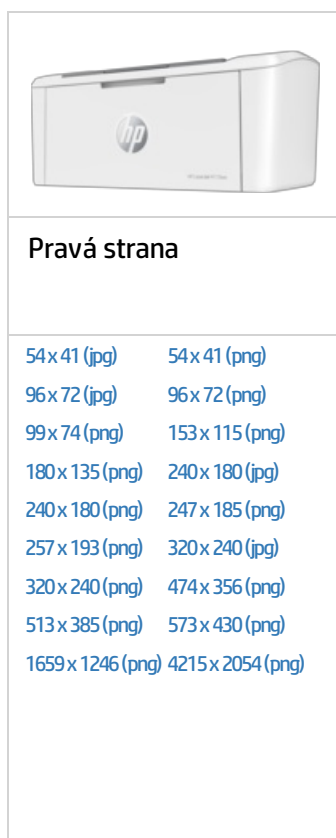 hp
Pravá strana
54 x 41 (jpg) 54 x 41 (png)
96 x 72 (jpg) 96 x 72 (png)
99 x 74 (png) 153 x 115 (png)
180 x 135 (png) 240 x 180 (jpg)
240 x 180 (png) 247 x 185 (png)
257 x 193 (png) 320 x 240 (jpg)
320 x 240 (png) 474 x 356 (png)
513 x 385 (png) 573 x 430 (png)
1659 x 1246 (png) 4215 x 2054 (png)